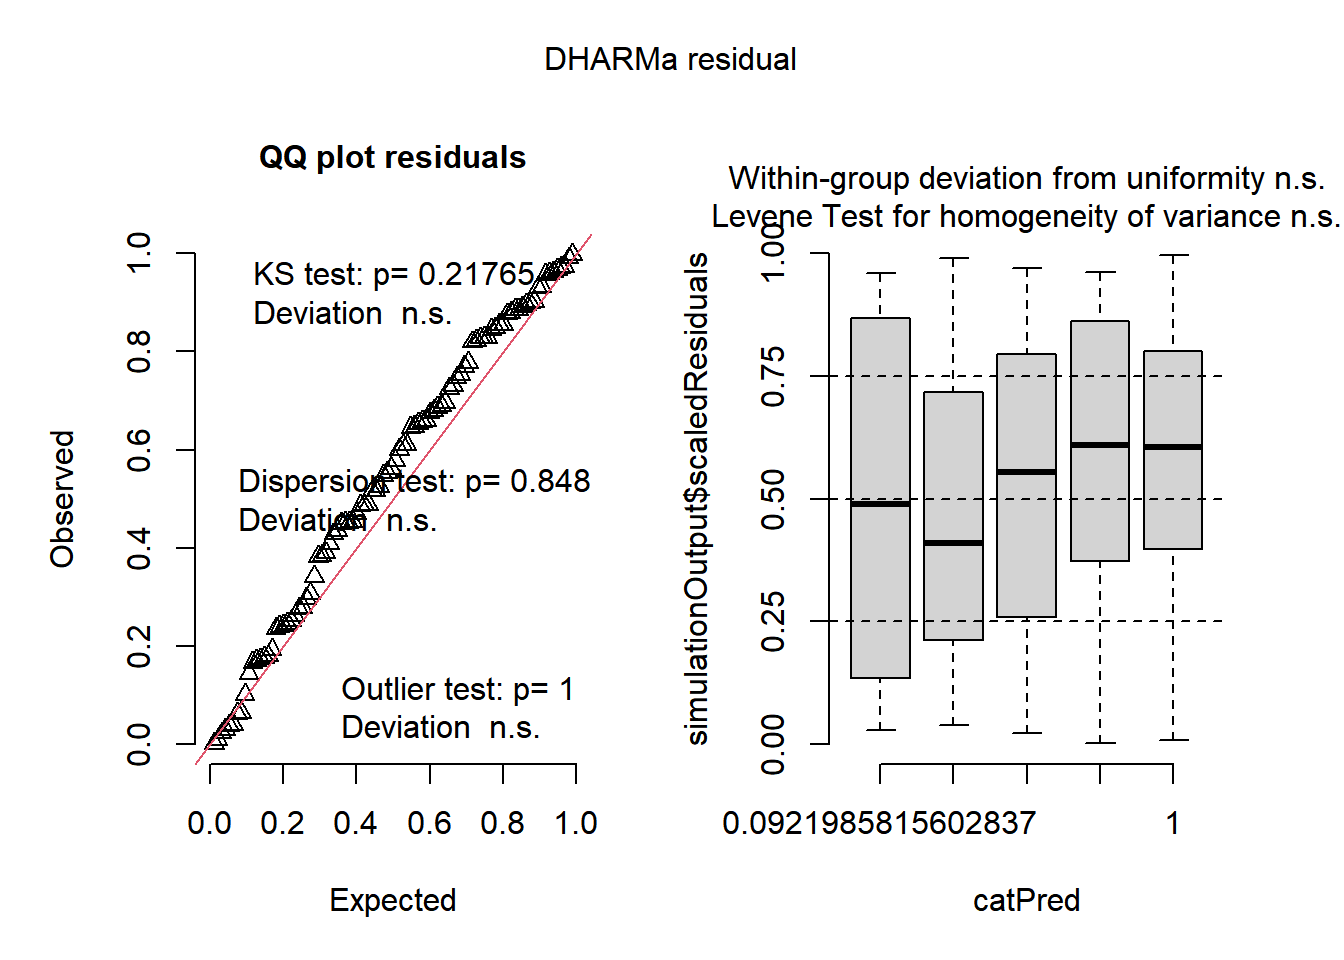 DHARMa residual
QQ plot residuals
KS test: p= 0.21765
Deviation  n.s.
Dispersion test: p= 0.848
Deviation  n.s.
Outlier test: p= 1
Deviation  n.s.
Observed
0.0 0.2 0.4 0.6 0.8 1.0
0.0 0.2 0.4 0.6 0.8 1.0
Expected
Within-group deviation from uniformity n.s.
Levene Test for homogeneity of variance n.s.
simulationOutput$scaledResiduals
0.00 0.25 0.50 0.75 1.00
0.0921985815602837 1
catPred